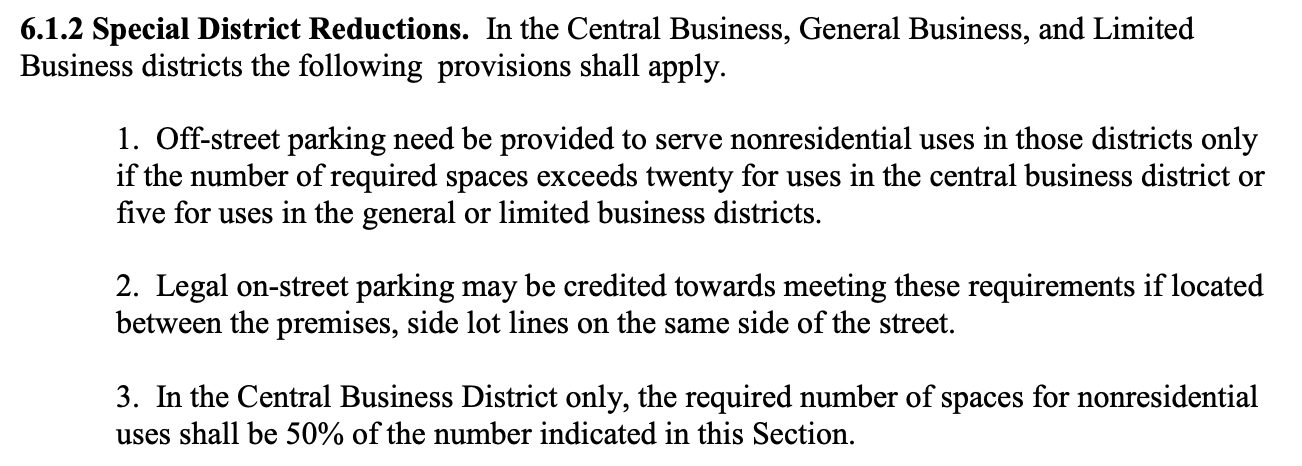 6.1.2 Special District Reductions. In the Central Business, General Business, and Limited
Business districts the following provisions shall apply.
1. Off-street parking need be provided to serve nonresidential uses in those districts only
if the number of required spaces exceeds twenty for uses in the central business district or
five for uses in the general or limited business districts.
2. Legal on-street parking may be credited towards meeting these requirements if located
between the premises, side lot lines on the same side of the street.
3. In the Central Business District only, the required number of spaces for nonresidential
uses shall be 50% of the number indicated in this Section.